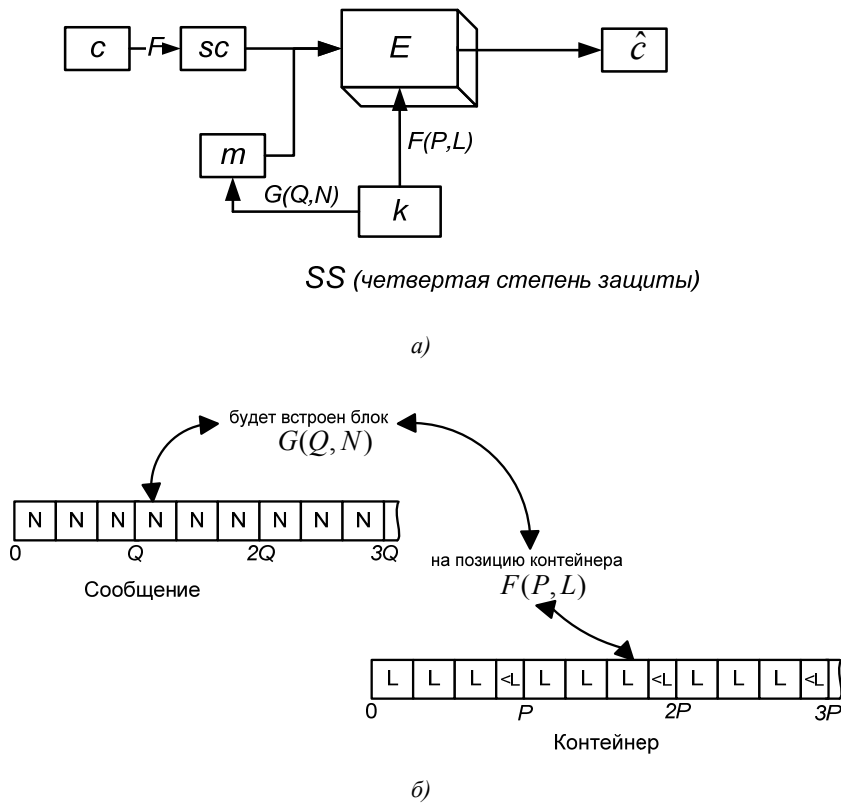 c F sc E ĉ
F(P,L)
m
G(Q,N)
k
SS (четвертая степень защиты)
а)
будет встроен блок
G(Q, N)
N N N N N N N N N
0 Q 2Q 3Q
на позицию контейнера
F(P, L)
Сообщение
L L L <L L L L <L L L L <L
0 P 2P 3P
Контейнер
б)